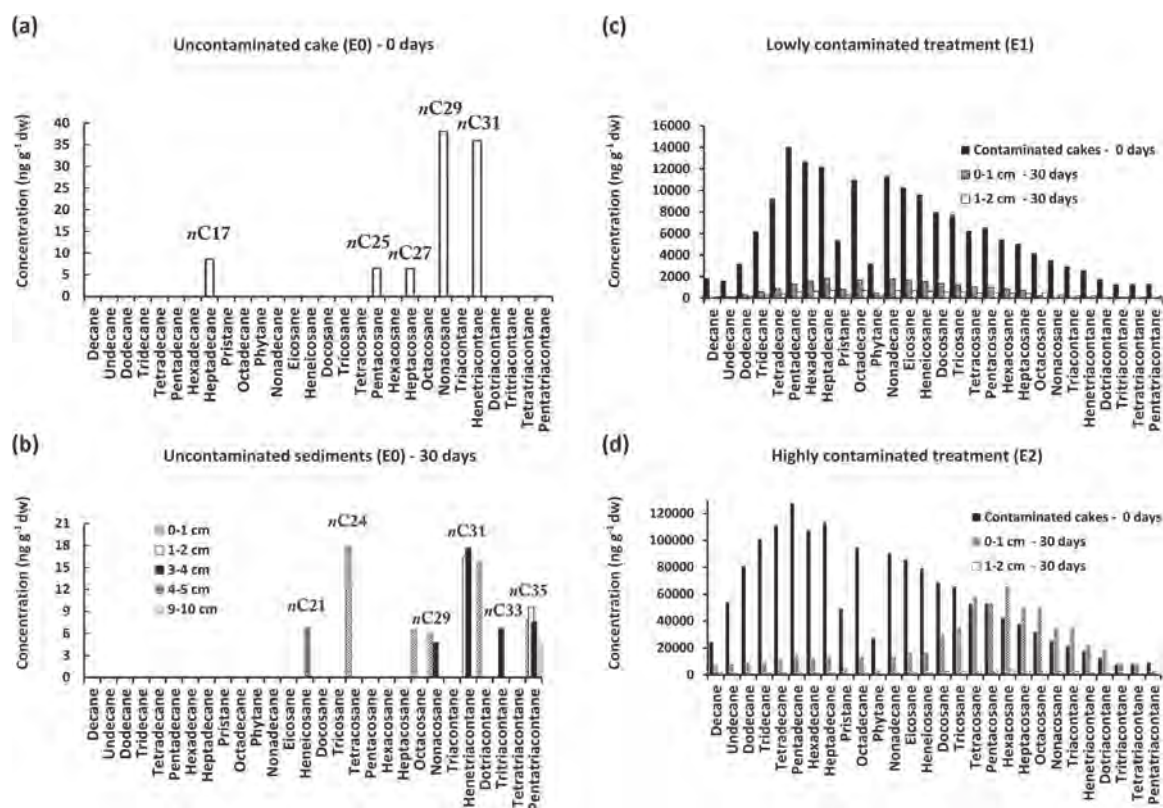 (a)
Uncontaminated cake (E0) - 0 days
Concentration (ng g⁻¹ dw)
40
35
30
25
20
15
10
5
0
nC17
nC25
nC27
nC29
nC31
Decane
Undecane
Dodecane
Tridecane
Tetradecane
Pentadecane
Hexadecane
Heptadecane
Pristane
Octadecane
Phytane
Nonadecane
Eicosane
Heneicosane
Docosane
Tricosane
Tetracosane
Pentacosane
Hexacosane
Heptacosane
Octacosane
Nonacosane
Triacontane
Henetriacontane
Dotriacontane
Tritriacontane
Tetratriacontane
Pentatriacontane
(b)
Uncontaminated sediments (E0) - 30 days
Concentration (ng g⁻¹ dw)
21
18
15
12
9
6
3
0
0-1 cm
1-2 cm
3-4 cm
4-5 cm
9-10 cm
nC21
nC24
nC29
nC31
nC33
nC35
Decane
Undecane
Dodecane
Tridecane
Tetradecane
Pentadecane
Hexadecane
Heptadecane
Pristane
Octadecane
Phytane
Nonadecane
Eicosane
Heneicosane
Docosane
Tricosane
Tetracosane
Pentacosane
Hexacosane
Heptacosane
Octacosane
Nonacosane
Triacontane
Henetriacontane
Dotriacontane
Tritriacontane
Tetratriacontane
Pentatriacontane
(c)
Lowly contaminated treatment (E1)
Concentration (ng g⁻¹ dw)
16000
14000
12000
10000
8000
6000
4000
2000
0
Contaminated cakes - 0 days
0-1 cm - 30 days
1-2 cm - 30 days
Decane
Undecane
Dodecane
Tridecane
Tetradecane
Pentadecane
Hexadecane
Heptadecane
Pristane
Octadecane
Phytane
Nonadecane
Eicosane
Heneicosane
Docosane
Tricosane
Tetracosane
Pentacosane
Hexacosane
Heptacosane
Octacosane
Nonacosane
Triacontane
Henetriacontane
Dotriacontane
Tritriacontane
Tetratriacontane
Pentatriacontane
(d)
Highly contaminated treatment (E2)
Concentration (ng g⁻¹ dw)
120000
100000
80000
60000
40000
20000
0
Contaminated cakes - 0 days
0-1 cm - 30 days
1-2 cm - 30 days
Decane
Undecane
Dodecane
Tridecane
Tetradecane
Pentadecane
Hexadecane
Heptadecane
Pristane
Octadecane
Phytane
Nonadecane
Eicosane
Heneicosane
Docosane
Tricosane
Tetracosane
Pentacosane
Hexacosane
Heptacosane
Octacosane
Nonacosane
Triacontane
Henetriacontane
Dotriacontane
Tritriacontane
Tetratriacontane
Pentatriacontane